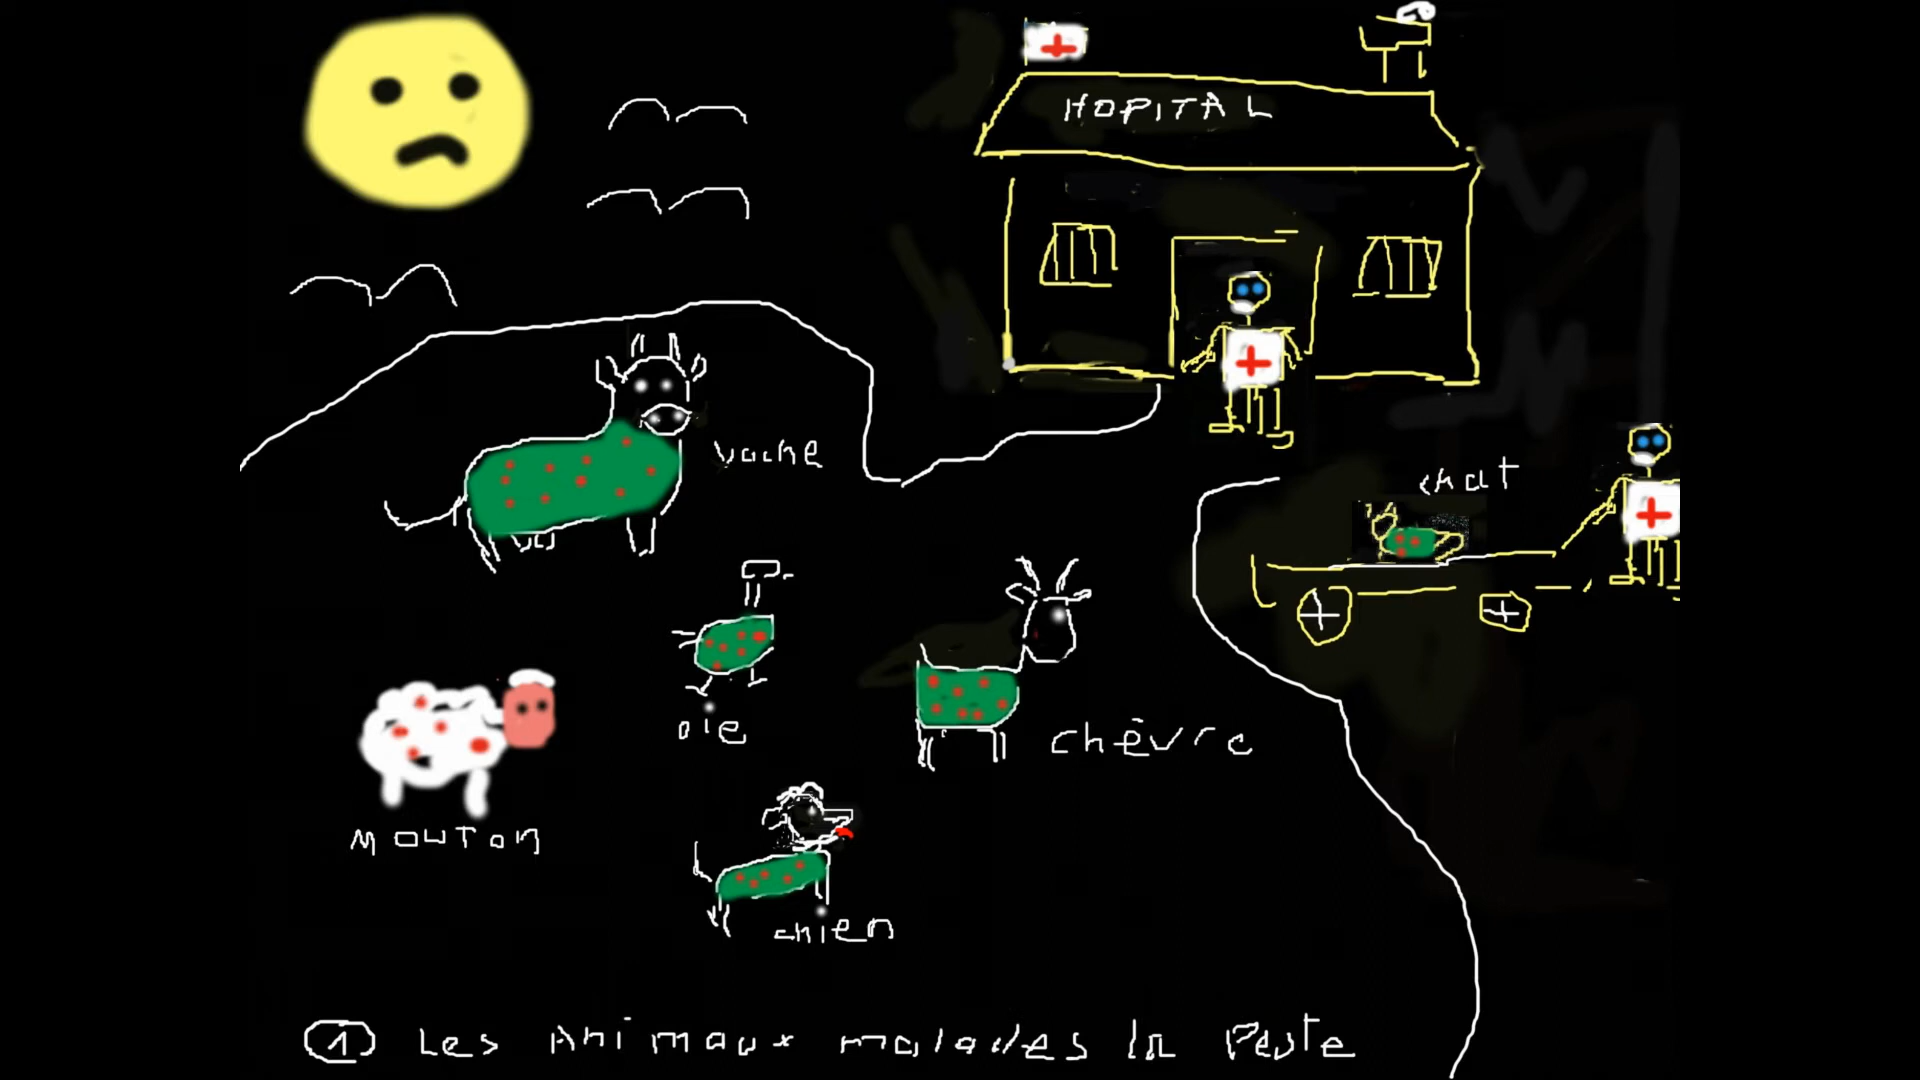 HOPITAL
vache
chat
oie
chèvre
MOUTON
chien
1 Les Animaux malades la Peste